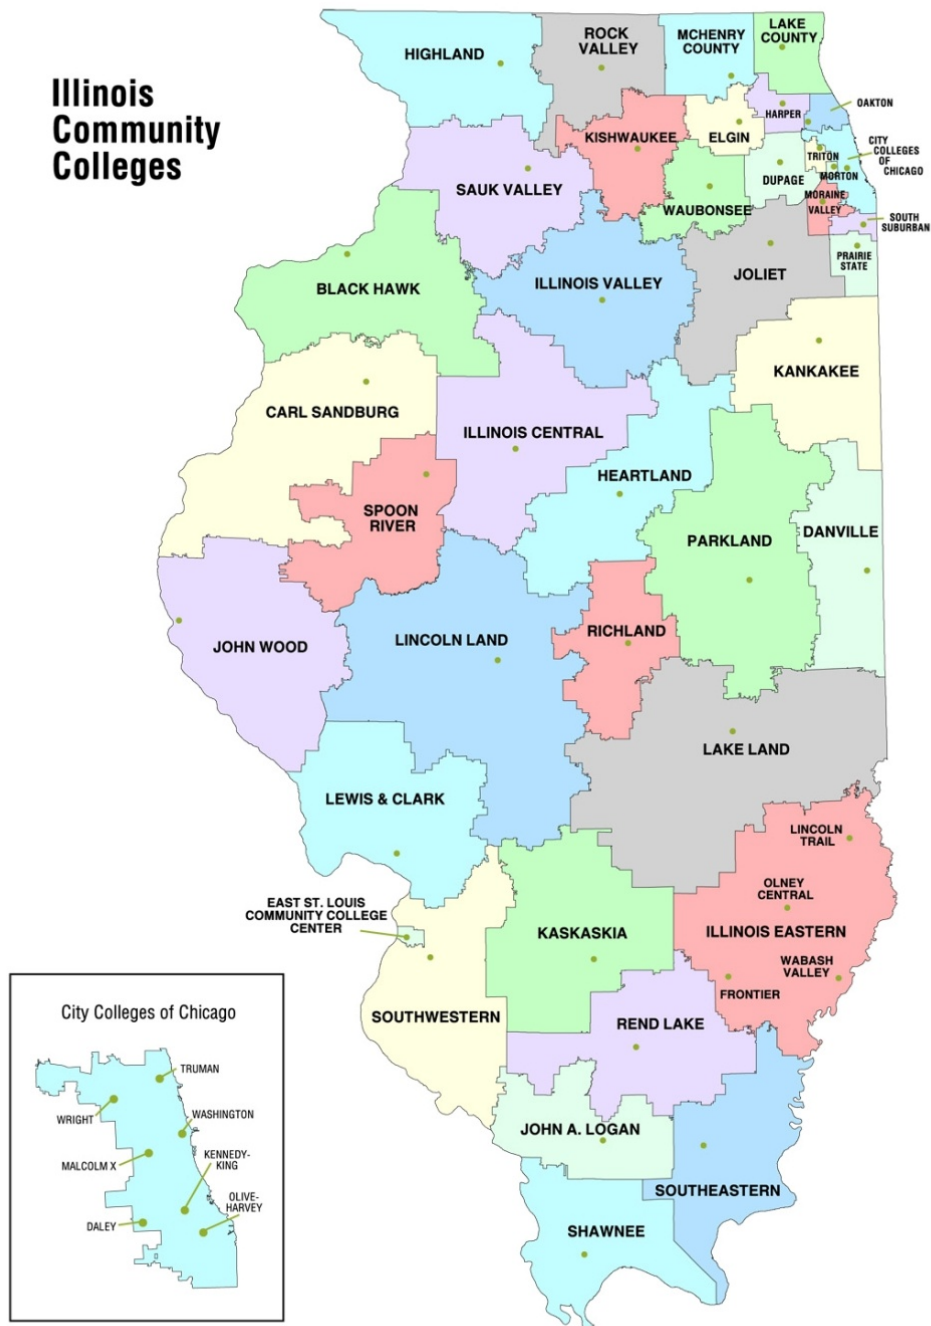 Illinois
Community
Colleges
HIGHLAND
ROCK
VALLEY
MCHENRY
COUNTY
LAKE
COUNTY
HARPER
OAKTON
KISHWAUKEE
ELGIN
CITY
COLLEGES
OF
CHICAGO
TRITON
MORTON
SAUK VALLEY
DUPAGE
MORAINE
VALLEY
WAUBONSEE
SOUTH
SUBURBAN
PRAIRIE
STATE
BLACK HAWK
ILLINOIS VALLEY
JOLIET
KANKAKEE
CARL SANDBURG
ILLINOIS CENTRAL
HEARTLAND
SPOON
RIVER
PARKLAND
DANVILLE
JOHN WOOD
LINCOLN LAND
RICHLAND
LAKE LAND
LEWIS & CLARK
LINCOLN
TRAIL
OLNEY
CENTRAL
EAST ST. LOUIS
COMMUNITY COLLEGE
CENTER
KASKASKIA
ILLINOIS EASTERN
WABASH
VALLEY
FRONTIER
SOUTHWESTERN
REND LAKE
JOHN A. LOGAN
SOUTHEASTERN
SHAWNEE
City Colleges of Chicago
TRUMAN
WRIGHT
WASHINGTON
MALCOLM X
KENNEDY-
KING
OLIVE-
HARVEY
DALEY